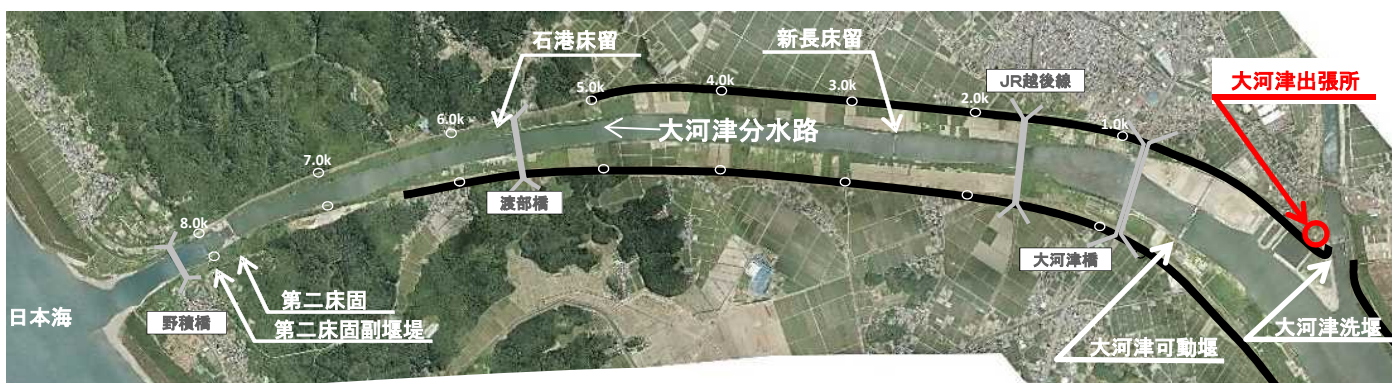 石港床留
新長床留
JR越後線
大河津出張所
8.0k
7.0k
6.0k
5.0k
4.0k
3.0k
2.0k
1.0k
←大河津分水路
渡部橋
大河津橋
日本海
野積橋
第二床固
第二床固副堰堤
大河津可動堰
大河津洗堰